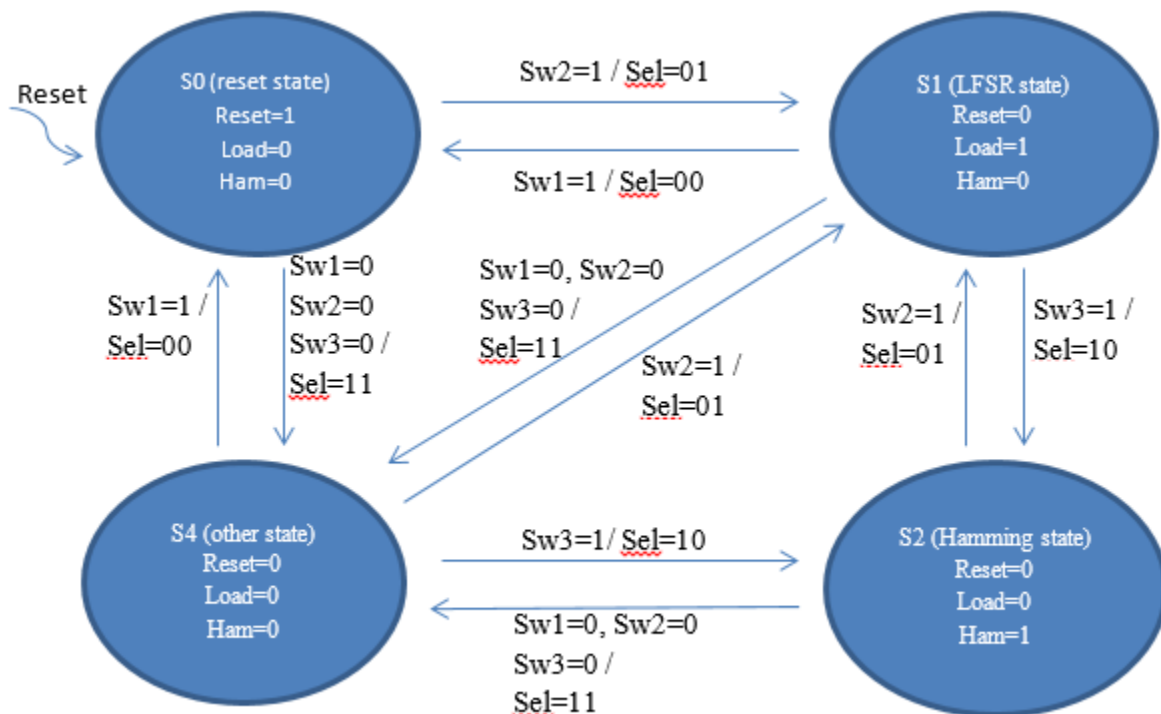 Reset
S0 (reset state)
Reset=1
Load=0
Ham=0
Sw2=1 / Sel=01
Sw1=1 / Sel=00
S1 (LFSR state)
Reset=0
Load=1
Ham=0
Sw1=1 /
Sel=00
Sw1=0
Sw2=0
Sw3=0 /
Sel=11
Sw1=0, Sw2=0
Sw3=0 /
Sel=11
Sw2=1 /
Sel=01
Sw2=1 /
Sel=01
Sw3=1 /
Sel=10
S4 (other state)
Reset=0
Load=0
Ham=0
Sw3=1/ Sel=10
Sw1=0, Sw2=0
Sw3=0 /
Sel=11
S2 (Hamming state)
Reset=0
Load=0
Ham=1